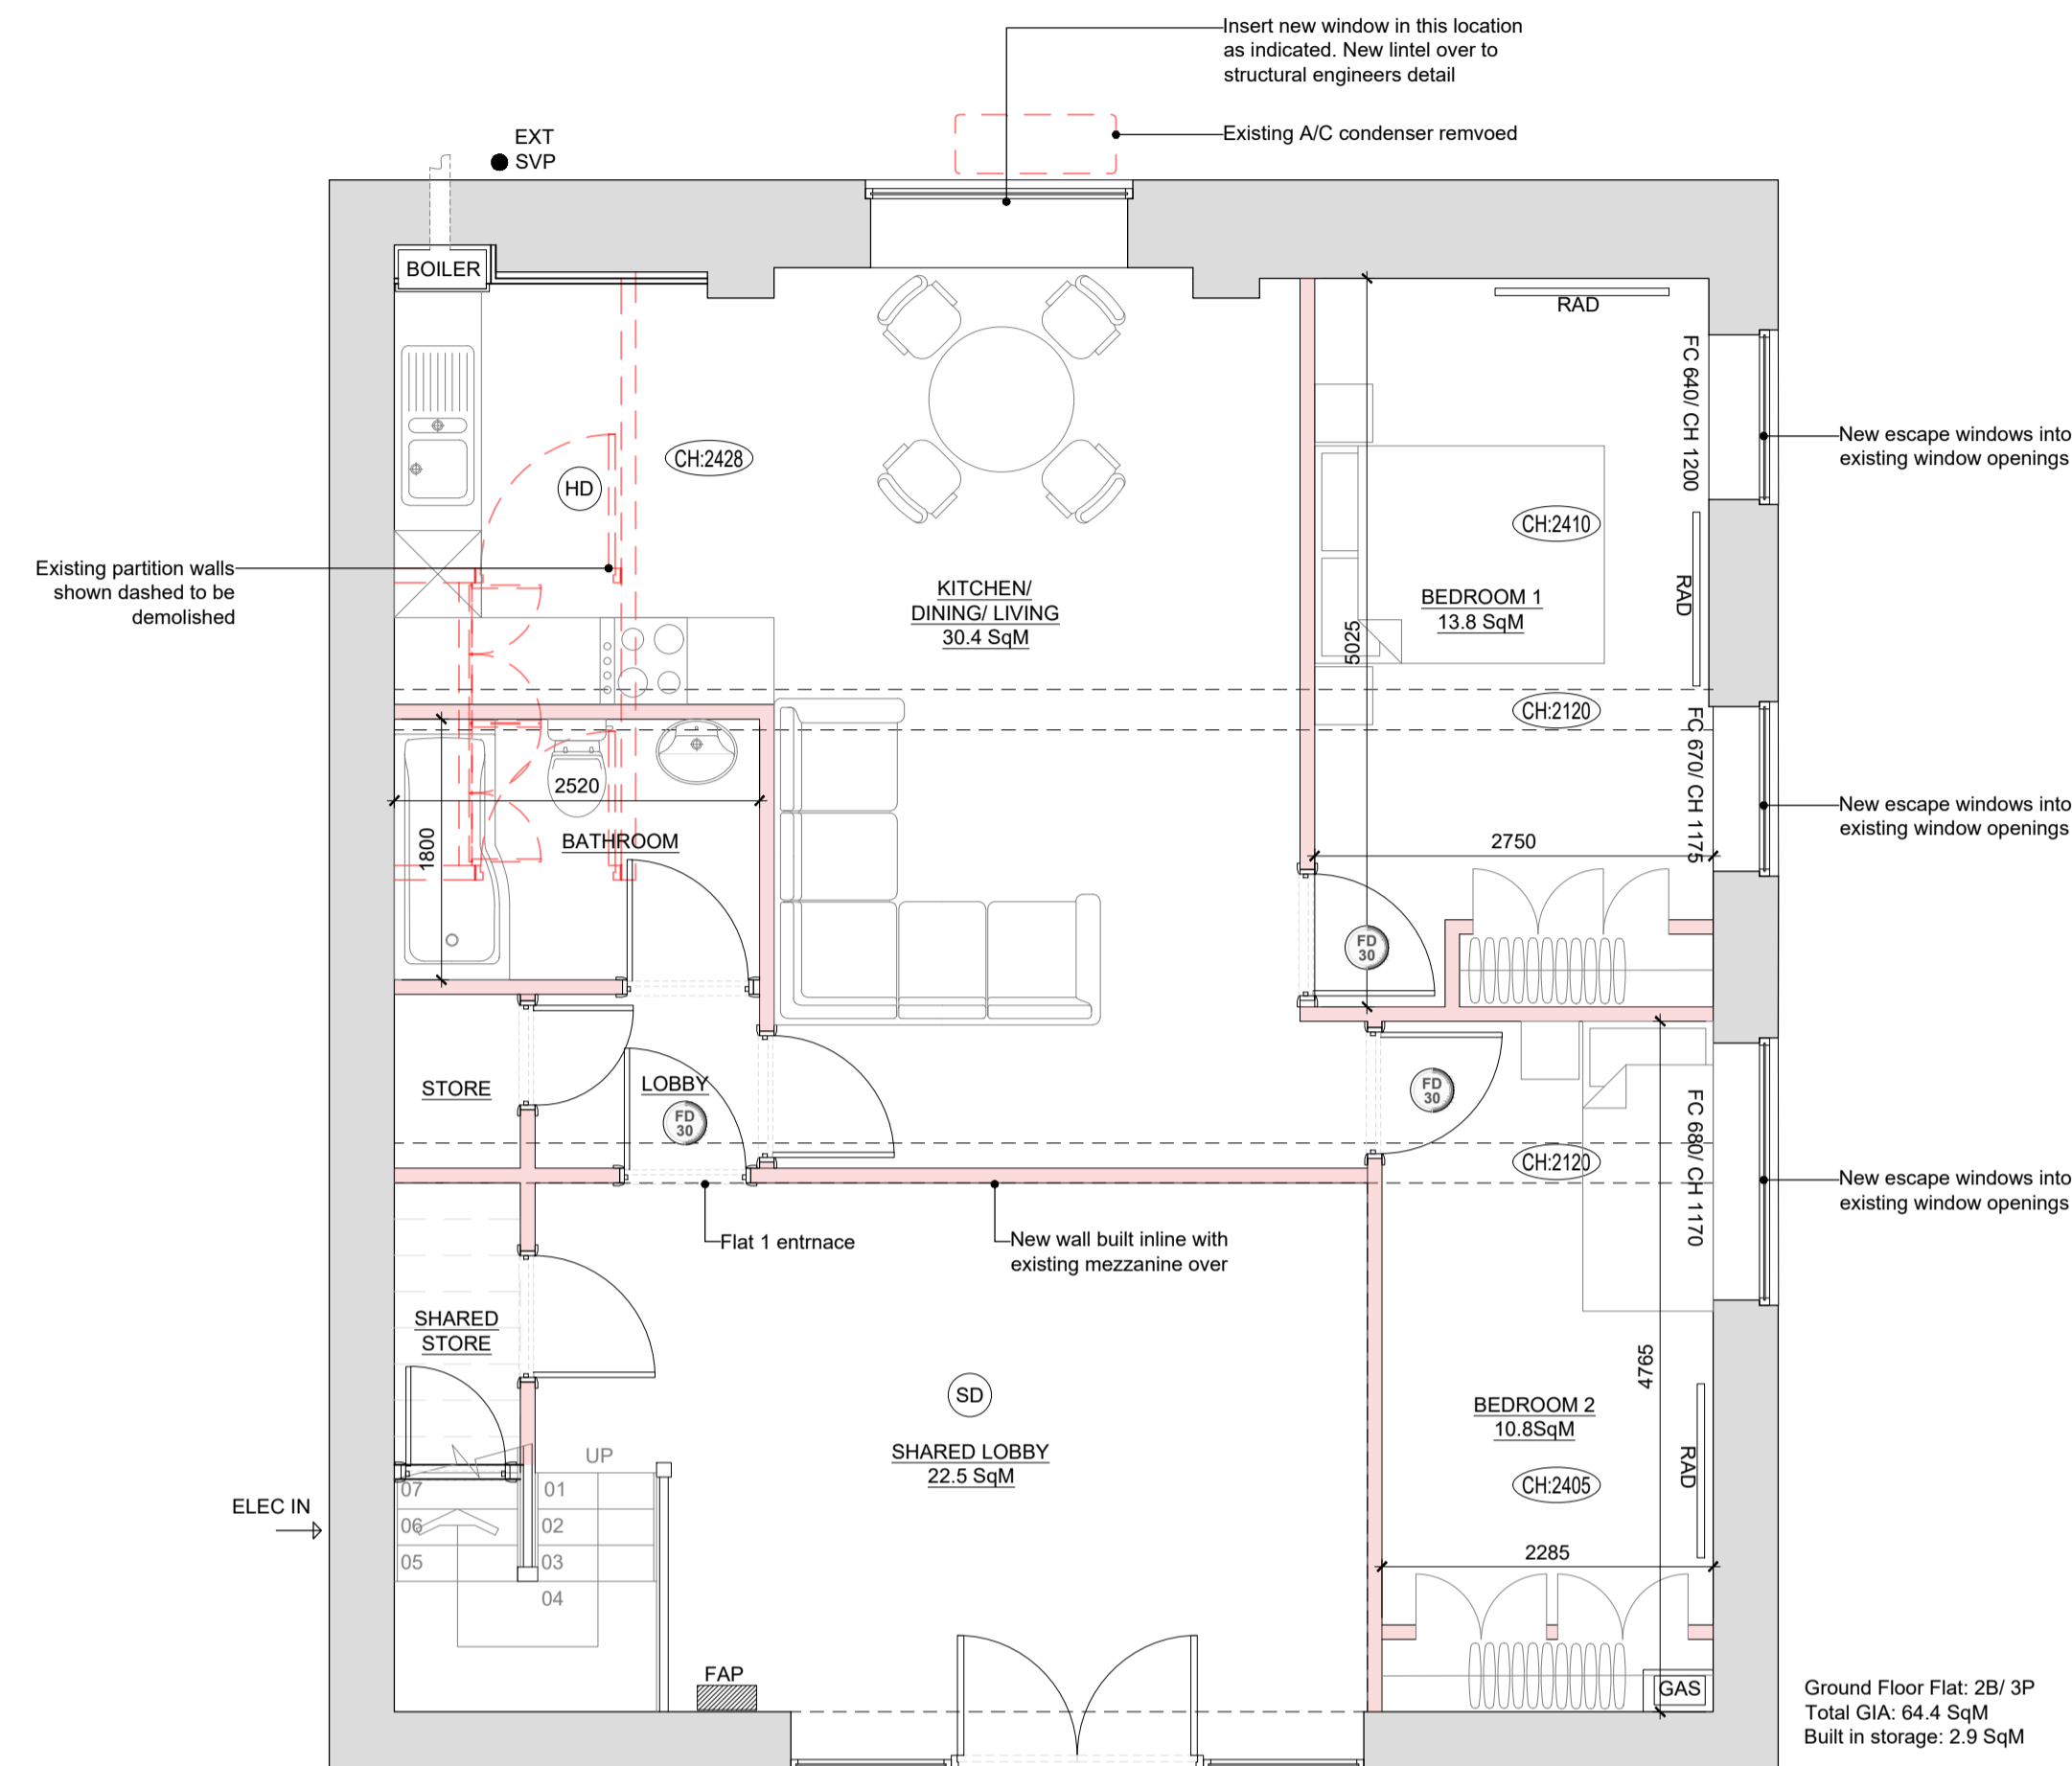 Insert new window in this location
as indicated. New lintel over to
structural engineers detail
Existing A/C condenser remvoed
EXT
SVP
BOILER
RAD
FC 640/ CH 1200
New escape windows into
existing window openings
CH:2428
HD
CH:2410
Existing partition walls
shown dashed to be
demolished
KITCHEN/
DINING/ LIVING
30.4 SqM
BEDROOM 1
13.8 SqM
RAD
5025
CH:2120
FC 670/ CH 1175
New escape windows into
existing window openings
2520
BATHROOM
1800
2750
FD
30
STORE
LOBBY
FD
30
FD
30
CH:2120
FC 680/ CH 1170
New escape windows into
existing window openings
Flat 1 entrnace
New wall built inline with
existing mezzanine over
SHARED
STORE
SD
4765
BEDROOM 2
10.8SqM
SHARED LOBBY
22.5 SqM
UP
RAD
CH:2405
07
01
ELEC IN
06
02
05
03
04
2285
FAP
GAS
Ground Floor Flat: 2B/ 3P
Total GIA: 64.4 SqM
Built in storage: 2.9 SqM